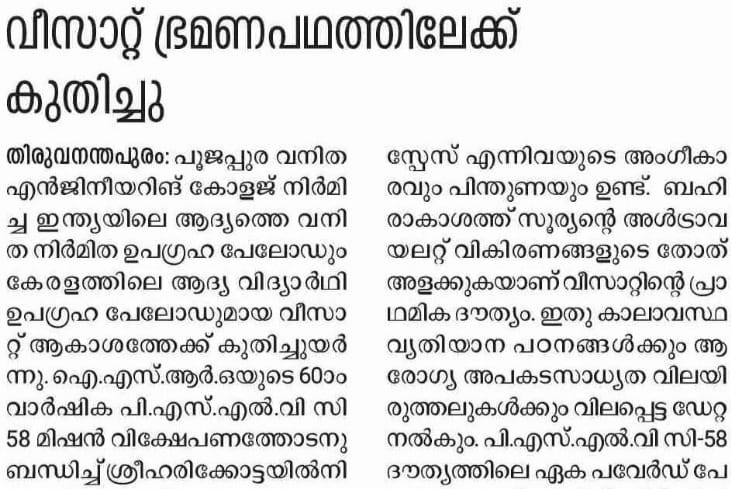 വീസാറ്റ് ഭ്രമണപഥത്തിലേക്ക്
കുതിച്ചു
തിരുവനന്തപുരം: പൂജപ്പുര വനിത
എൻജിനീയറിങ് കോളജ് നിർമി
ച്ച ഇന്ത്യയിലെ ആദ്യത്തെ വനി
ത നിർമിത ഉപഗ്രഹ പേലോഡും
കേരളത്തിലെ ആദ്യ വിദ്യാർഥി
ഉപഗ്രഹ പേലോഡുമായ വീസാ
റ്റ് ആകാശത്തേക്ക് കുതിച്ചുയർ
ന്നു. ഐ.എസ്.ആർ.ഒയുടെ 60ാം
വാർഷിക പി.എസ്.എൽ.വി സി
58 മിഷൻ വിക്ഷേപണത്തോടനു
ബന്ധിച്ച് ശ്രീഹരിക്കോട്ടയിൽനി
സ്പേസ് എന്നിവയുടെ അംഗീകാ
രവും പിന്തുണയും ഉണ്ട്. ബഹി
രാകാശത്ത് സൂര്യന്റെ അൾട്രാവ
യലറ്റ് വികിരണങ്ങളുടെ തോത്
അളക്കുകയാണ് വീസാറ്റിന്റെ പ്രാ
ഥമിക ദൗത്യം. ഇതു കാലാവസ്ഥ
വ്യതിയാന പഠനങ്ങൾക്കും ആ
രോഗ്യ അപകടസാധ്യത വിലയി
രുത്തലുകൾക്കും വിലപ്പെട്ട ഡേറ്റ
നൽകും. പി.എസ്.എൽ.വി സി-58
ദൗത്യത്തിലെ ഏക പവേർഡ് പേ